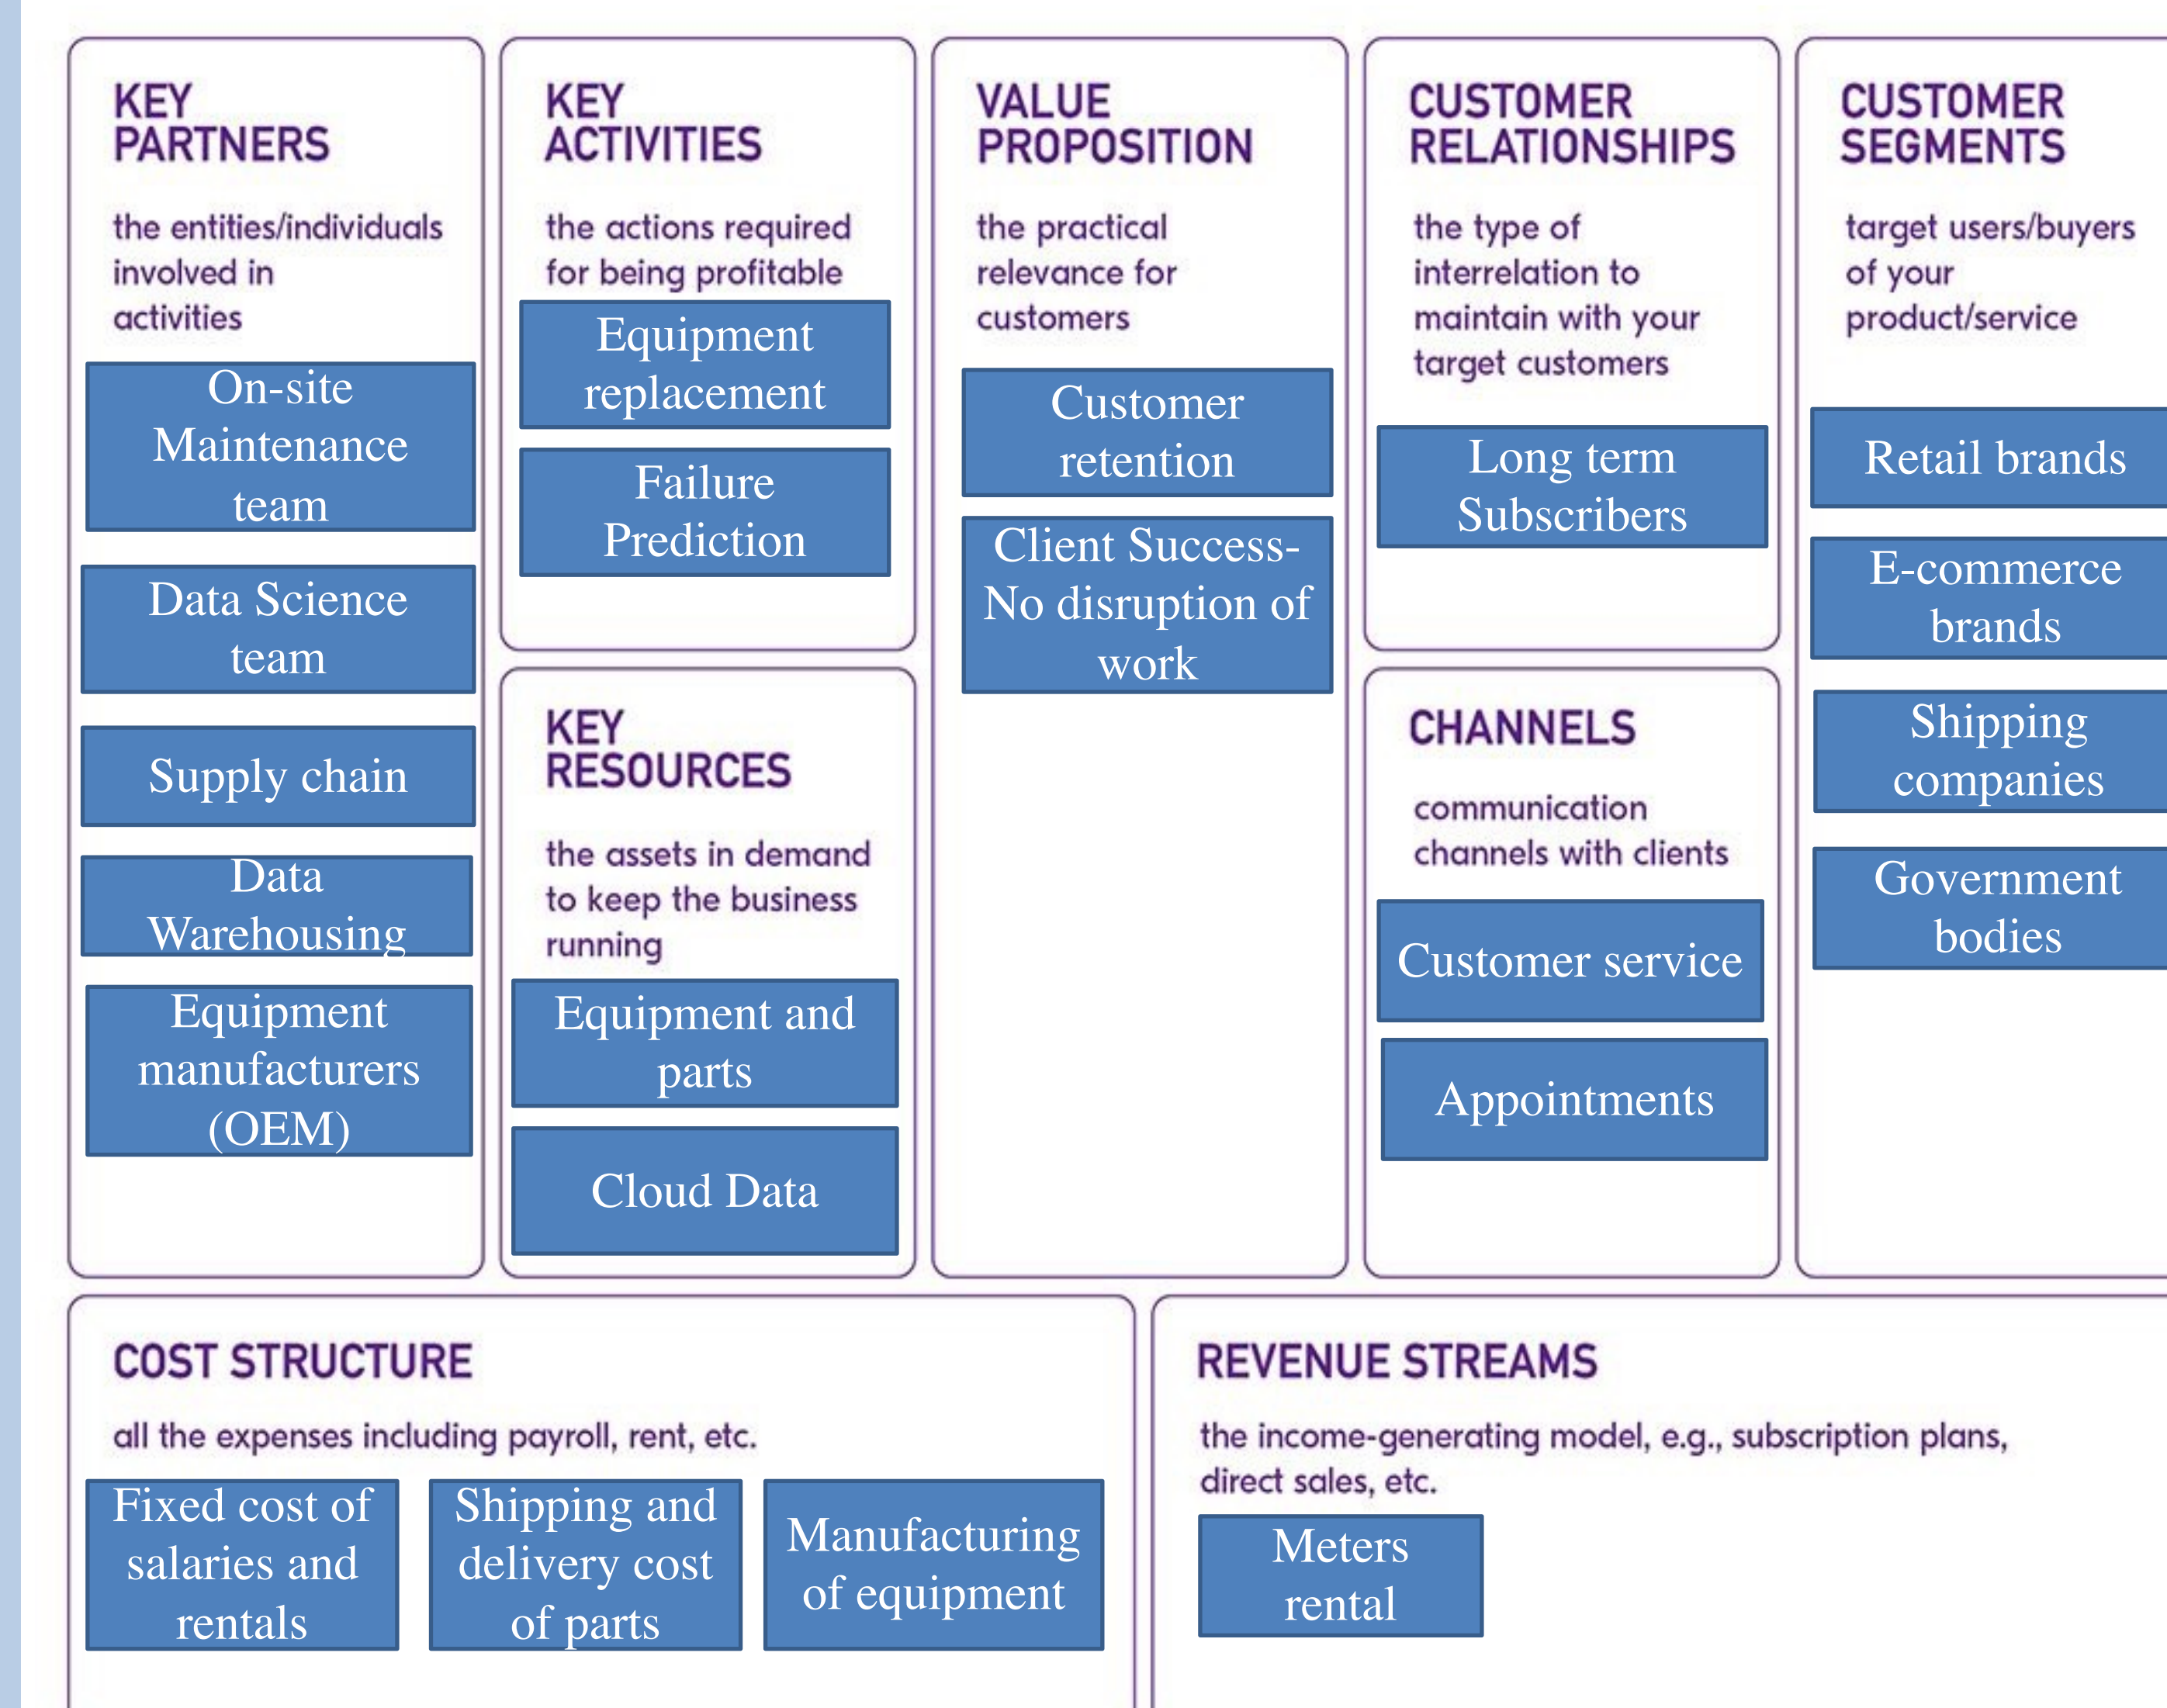 KEY
PARTNERS
the entities/individuals
involved in
activities
On-site
Maintenance
team
Data Science
team
Supply chain
Data
Warehousing
Equipment
manufacturers
(OEM)
KEY
ACTIVITIES
the actions required
for being profitable
Equipment
replacement
Failure
Prediction
KEY
RESOURCES
the assets in demand
to keep the business
running
Equipment and
parts
Cloud Data
VALUE
PROPOSITION
the practical
relevance for
customers
Customer
retention
Client Success-
No disruption of
work
CUSTOMER
RELATIONSHIPS
the type of
interrelation to
maintain with your
target customers
Long term
Subscribers
CHANNELS
communication
channels with clients
Customer service
Appointments
CUSTOMER
SEGMENTS
target users/buyers
of your
product/service
Retail brands
E-commerce
brands
Shipping
companies
Government
bodies
COST STRUCTURE
all the expenses including payroll, rent, etc.
Fixed cost of
salaries and
rentals
Shipping and
delivery cost
of parts
Manufacturing
of equipment
REVENUE STREAMS
the income-generating model, e.g., subscription plans,
direct sales, etc.
Meters
rental